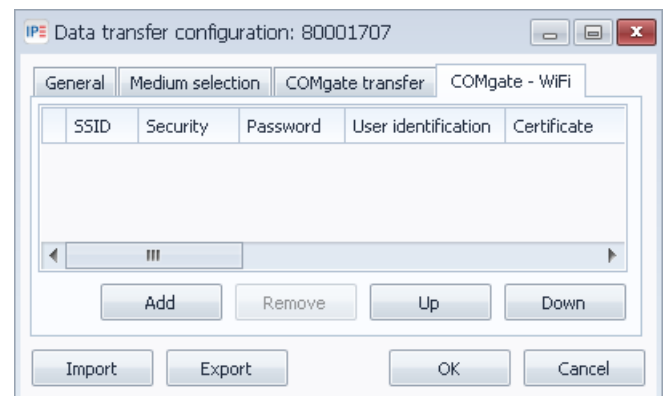 IPE Data transfer configuration: 80001707
General Medium selection COMgate transfer COMgate - WiFi
SSID Security Password User identification Certificate
Add Remove Up Down
Import Export OK Cancel